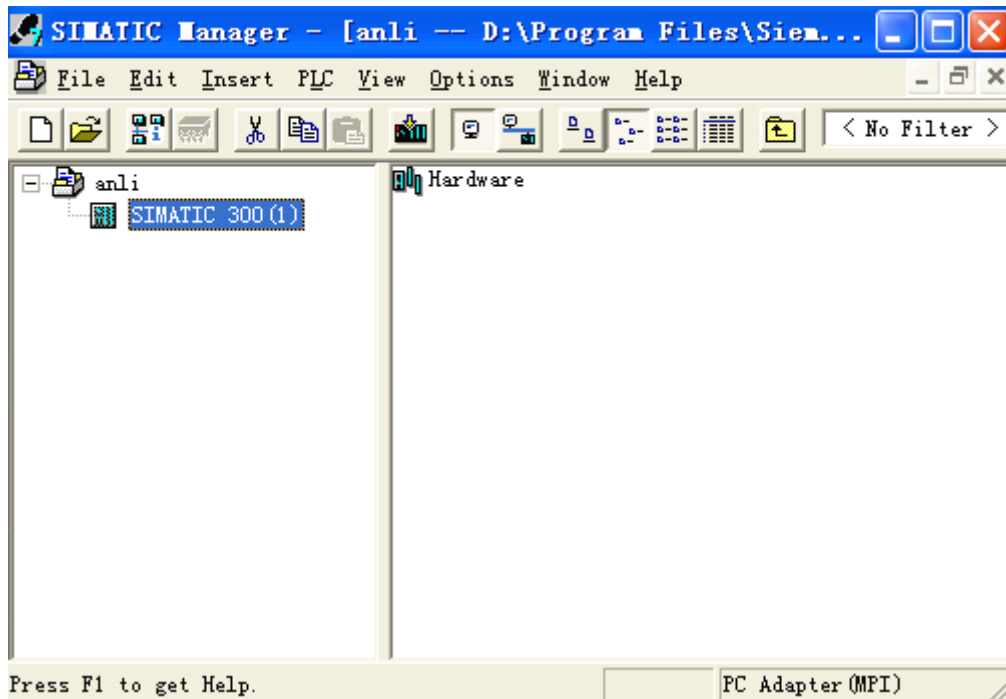 SIMATIC Manager - [anli -- D:\Program Files\Siem...
File Edit Insert PLC View Options Window Help
< No Filter >
anli
SIMATIC 300(1)
Hardware
Press F1 to get Help.
PC Adapter(MPI)